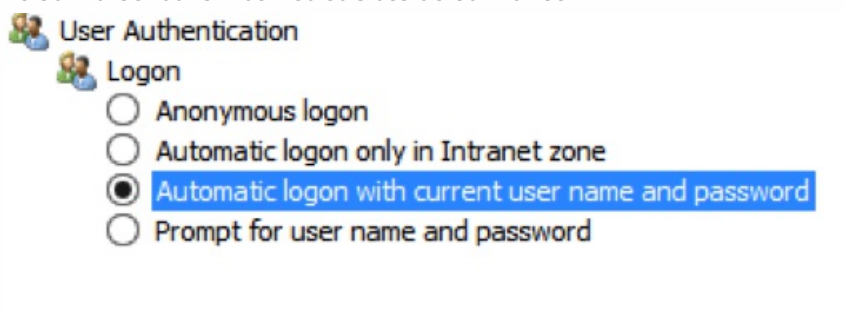 User Authentication
Logon
Anonymous logon
Automatic logon only in Intranet zone
Automatic logon with current user name and password
Prompt for user name and password